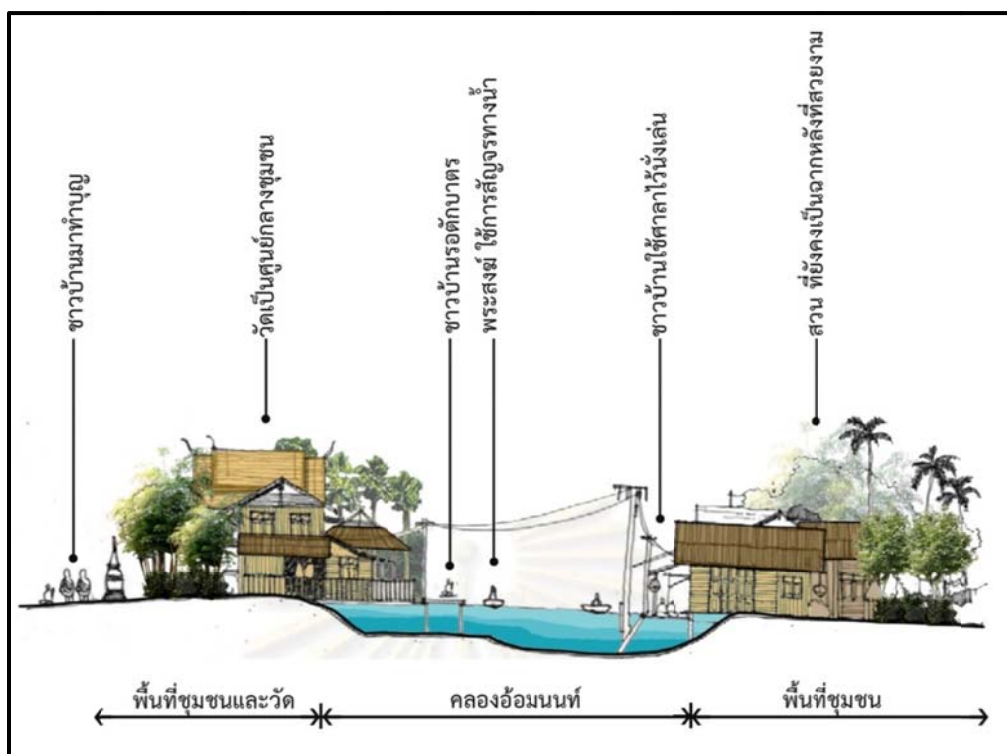 ชาวบ้านมาทำบุญ
วัดเป็นศูนย์กลางชุมชน
ชาวบ้านรอตักบาตร
พระสงฆ์ ใช้การสัญจรทางน้ำ
ชาวบ้านใช้ศาลาไว้นั่งเล่น
สวน ที่ยังคงเป็นฉากหลังที่สวยงาม
พื้นที่ชุมชนและวัด
คลองอ้อมนนท์
พื้นที่ชุมชน